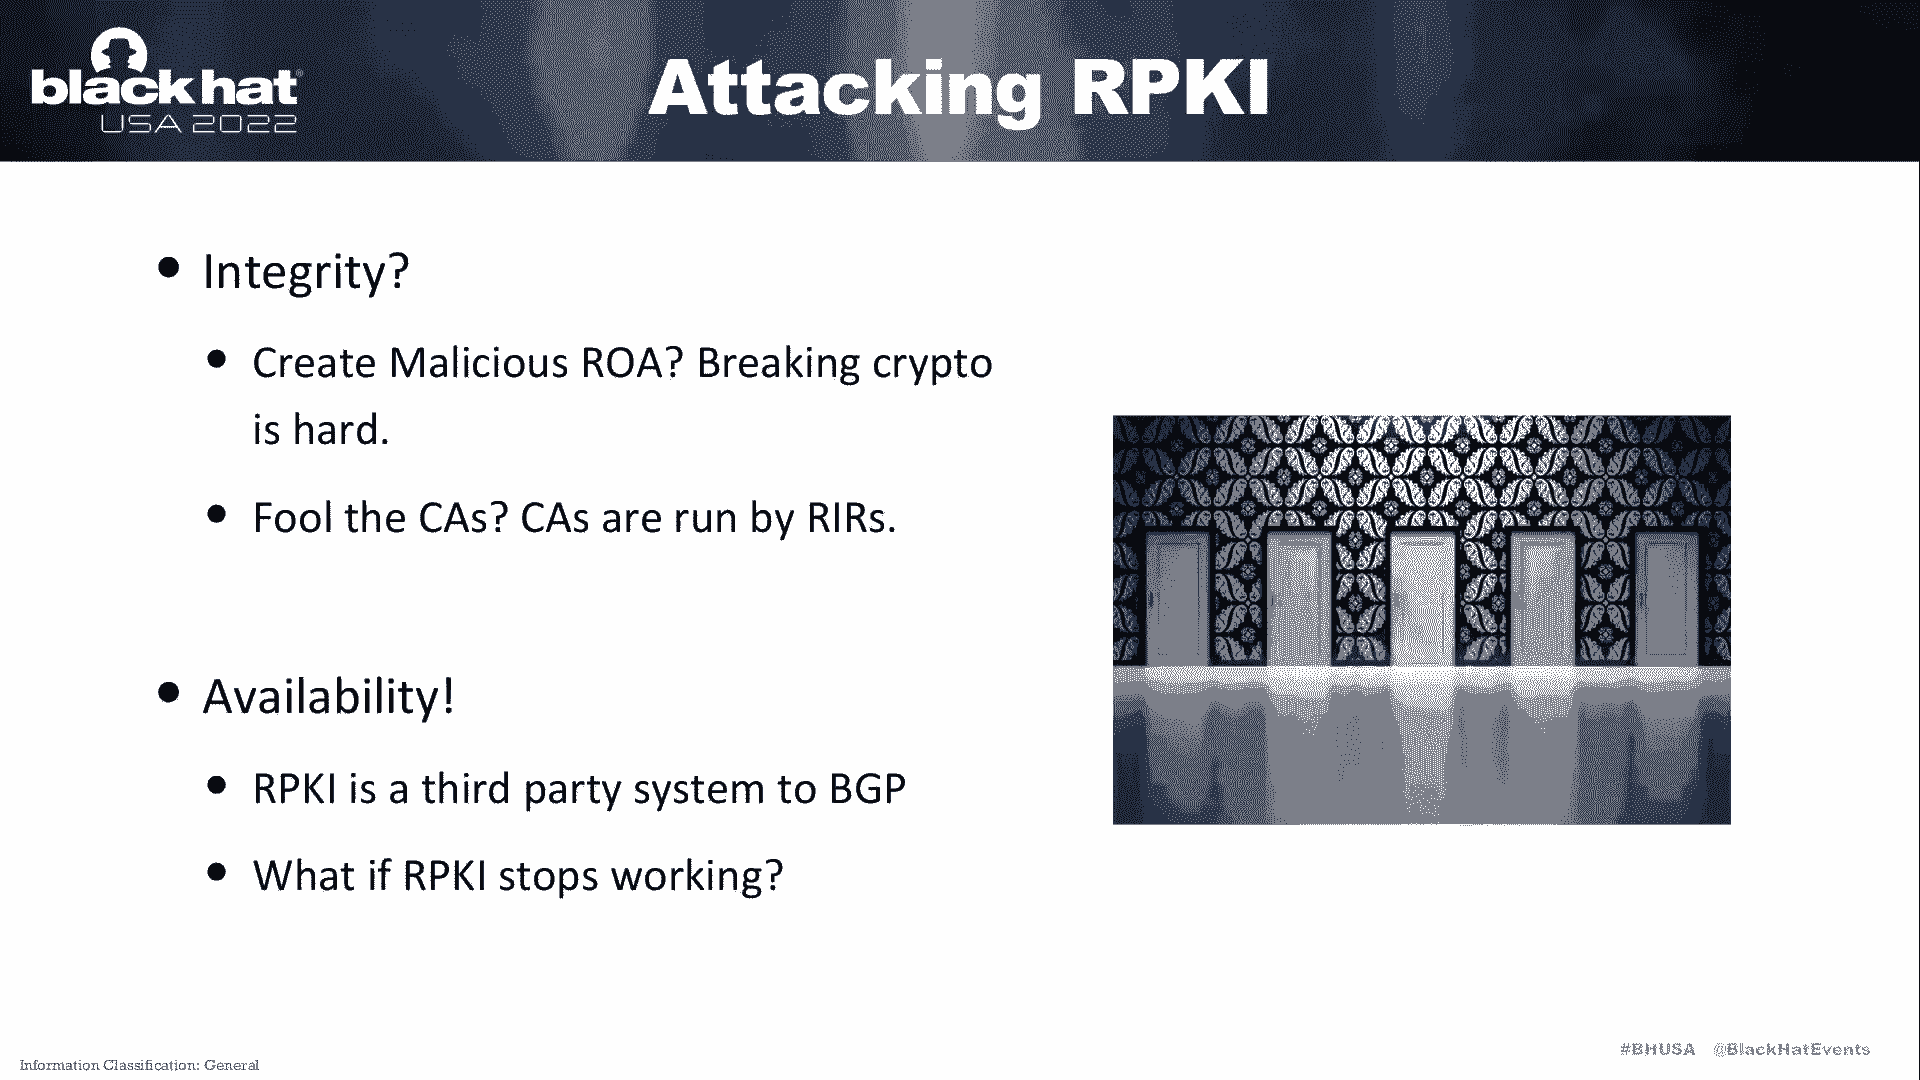 blackhat
USA 2022
Attacking RPKI
• Integrity?
• Create Malicious ROA? Breaking crypto
is hard.
• Fool the CAs? CAs are run by RIRs.
• Availability!
• RPKI is a third party system to BGP
• What if RPKI stops working?
#BHUSA @BlackHatEvents
Information Classification: General